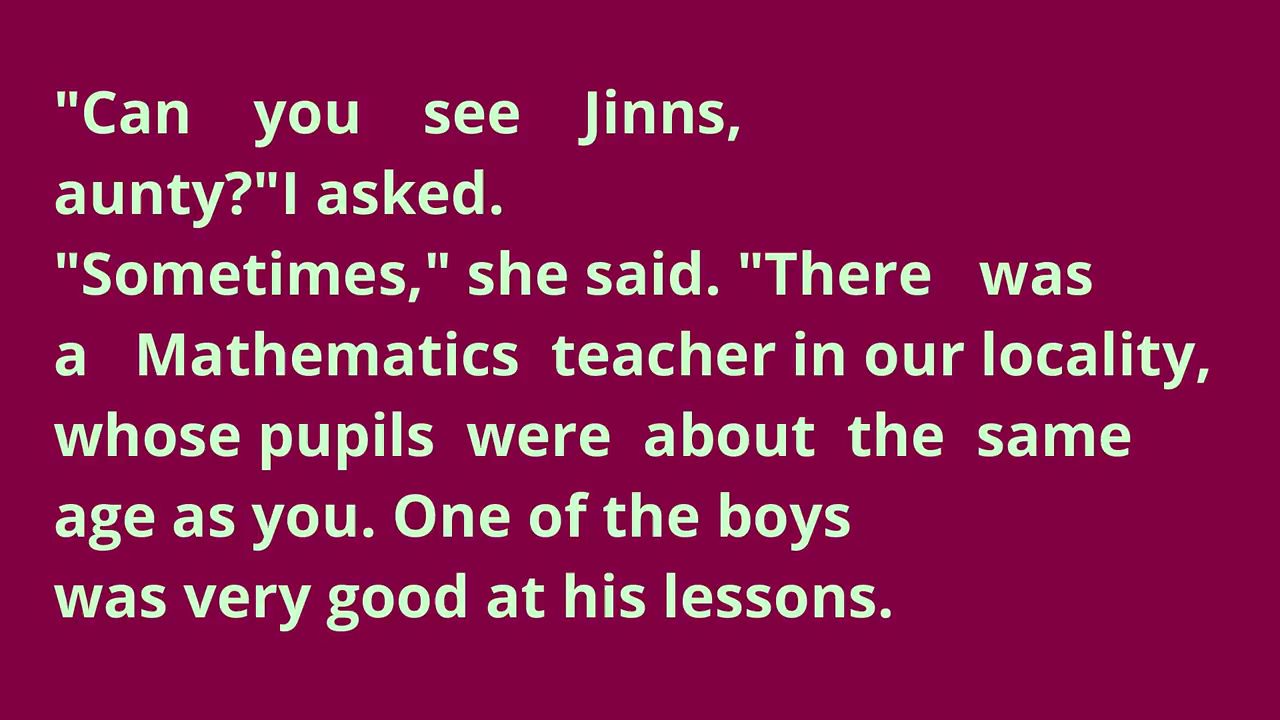 "Can you see Jinns,
aunty?"I asked.
"Sometimes," she said. "There was
a Mathematics teacher in our locality,
whose pupils were about the same
age as you. One of the boys
was very good at his lessons.